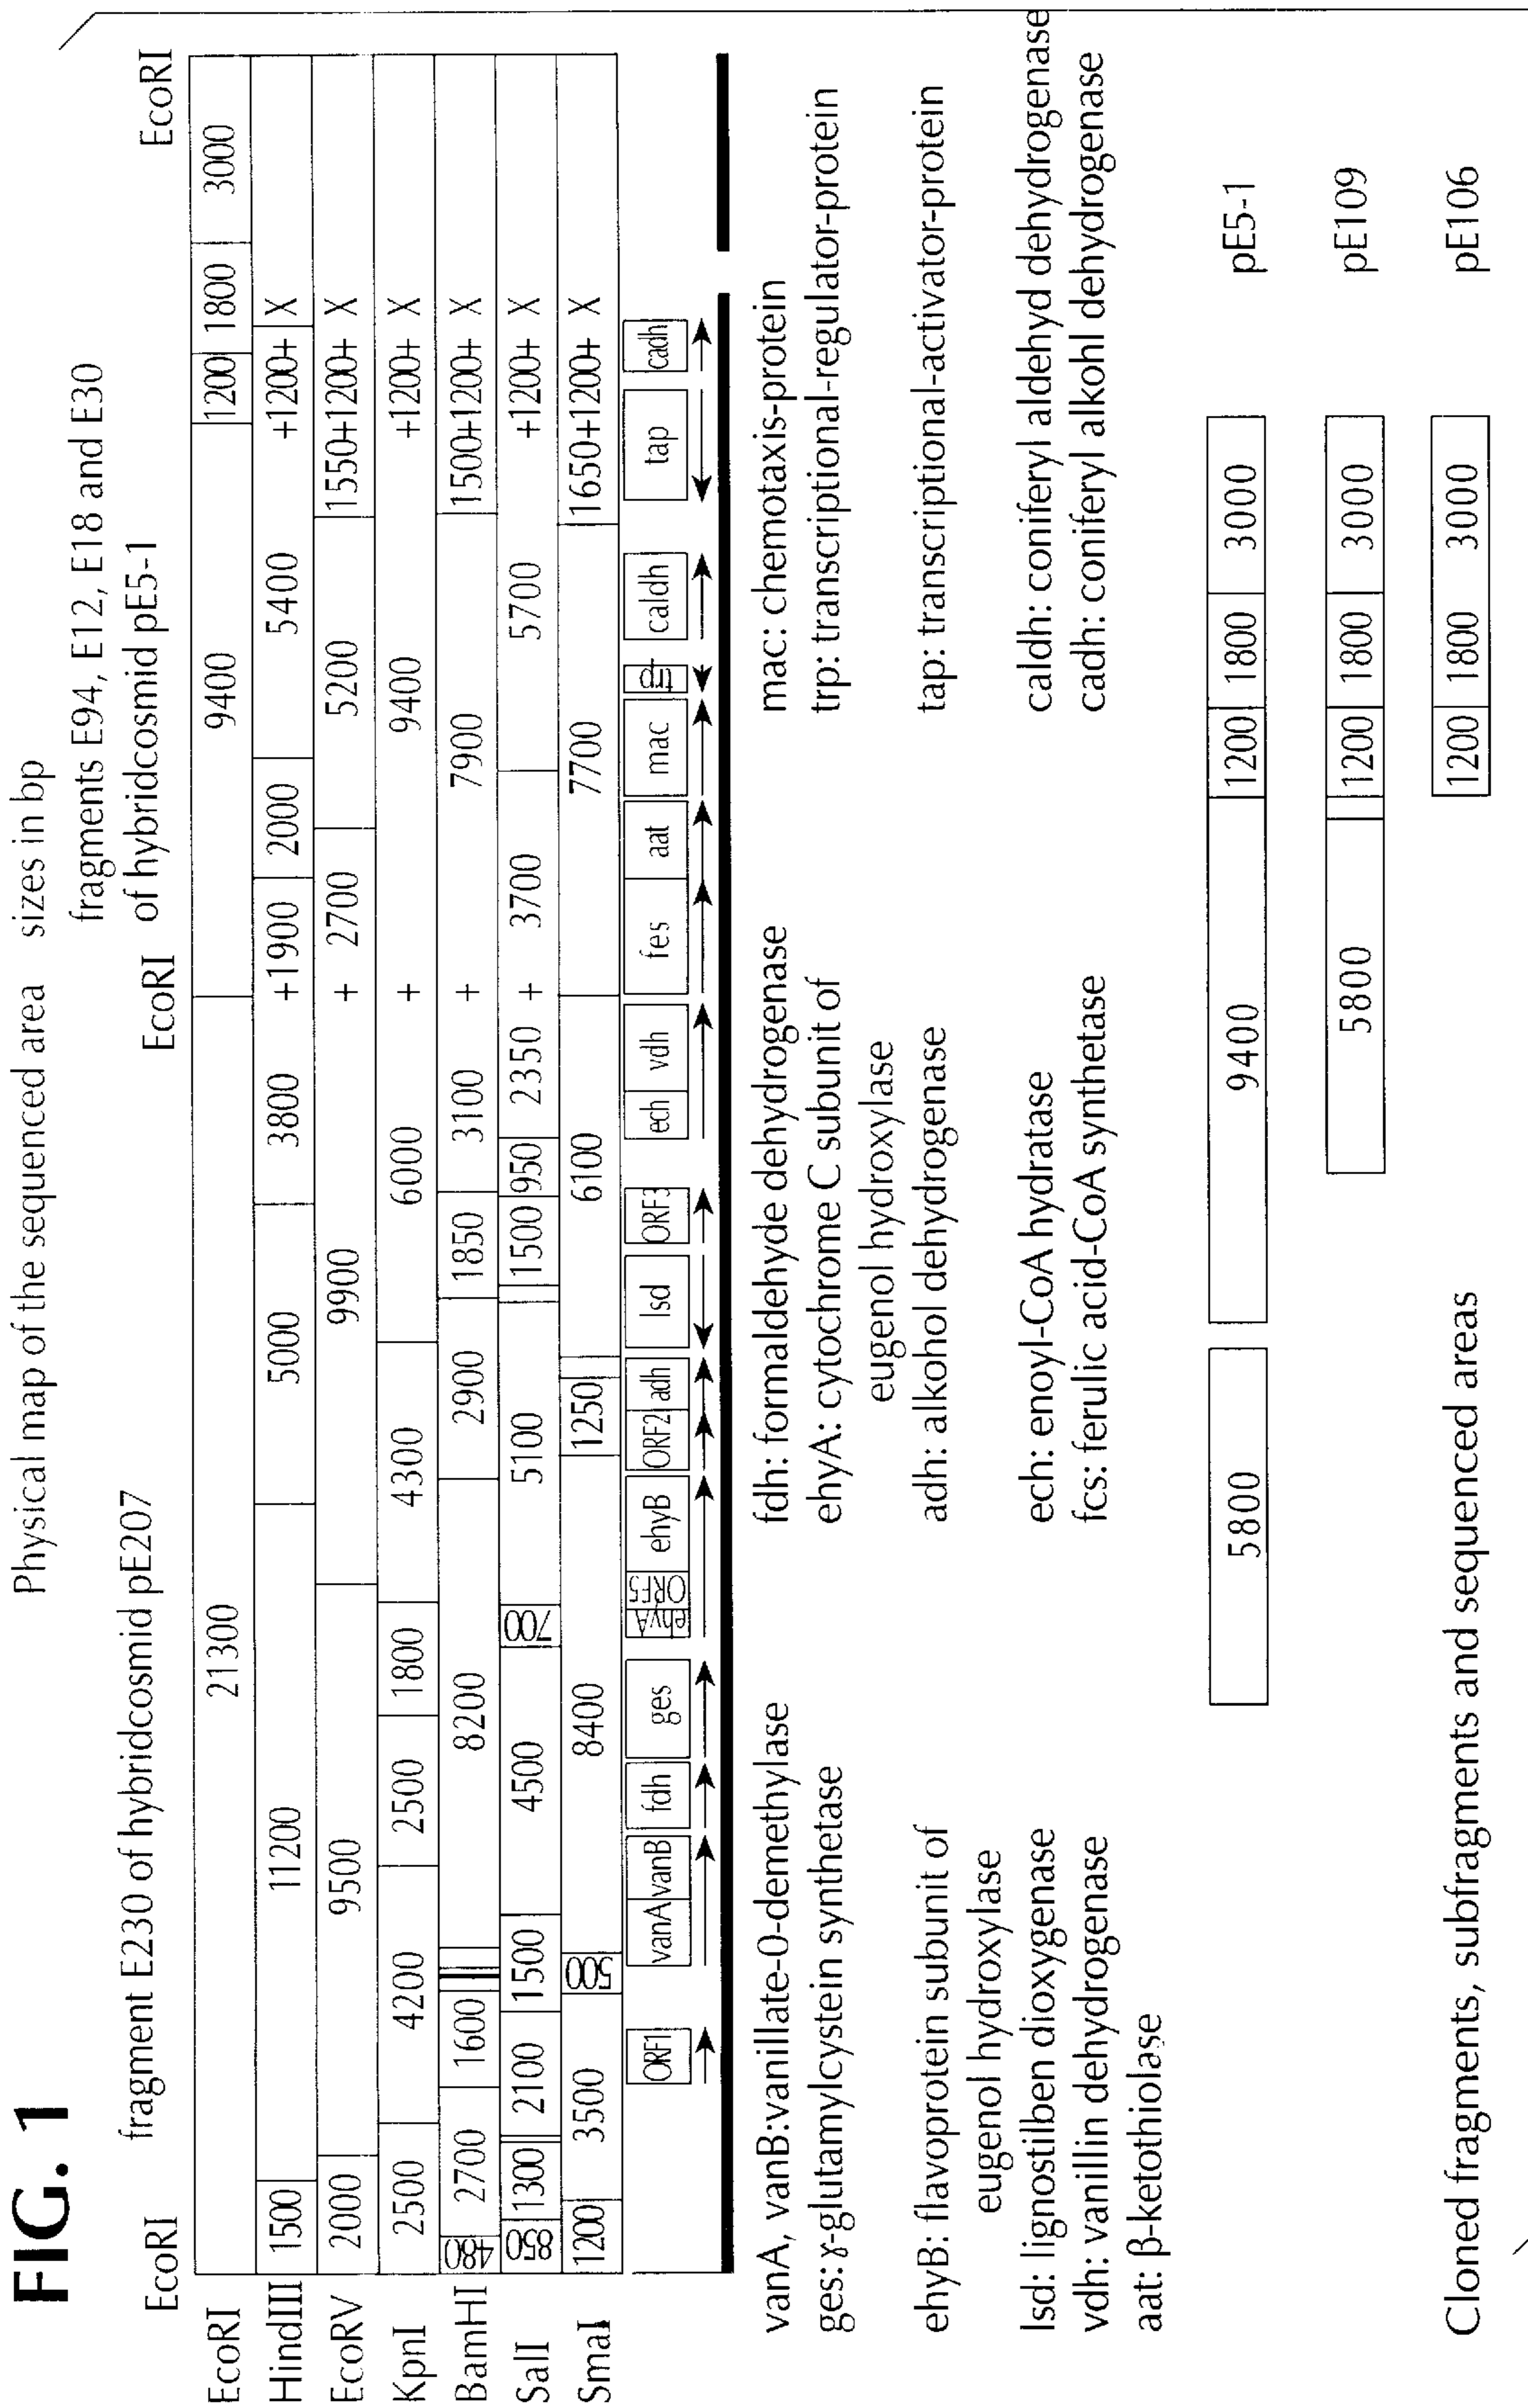 FIG. 1
Physical map of the sequenced area sizes in bp
fragment E230 of hybridcosmid pE207
fragments E94, E12, E18 and E30
of hybridcosmid pE5-1
EcoRI EcoRI EcoRI
EcoRI 21300 9400 1200 1800 3000
HindIII 1500 11200 5000 3800 +1900 2000 5400 +1200+ X
EcoRV 2000 9500 9900 + 2700 5200 1550+1200+ X
KpnI 2500 4200 2500 1800 4300 6000 + 9400 +1200+ X
BamHI 480 2700 1600 8200 2900 1850 3100 + 7900 1500+1200+ X
SalI 850 1300 2100 1500 4500 700 5100 1500 950 2350 + 3700 5700 +1200+ X
SmaI 1200 3500 500 8400 1250 6100 7700 1650+1200+ X
ORF1 vanA vanB fdh ges ehyA ORF5 ehyB ORF2 adh lsd ORF3 ech vdh fes aat mac trp caldh tap cadh
vanA, vanB:vanillate-O-demethylase fdh: formaldehyde dehydrogenase mac: chemotaxis-protein
ges: γ-glutamylcystein synthetase ehyA: cytochrome C subunit of trp: transcriptional-regulator-protein
eugenol hydroxylase
ehyB: flavoprotein subunit of adh: alkohol dehydrogenase tap: transcriptional-activator-protein
eugenol hydroxylase
lsd: lignostilben dioxygenase ech: enoyl-CoA hydratase caldh: coniferyl aldehyd dehydrogenase
vdh: vanillin dehydrogenase fcs: ferulic acid-CoA synthetase cadh: coniferyl alkohl dehydrogenase
aat: β-ketothiolase
5800 9400 1200 1800 3000 pE5-1
5800 1200 1800 3000 pE109
1200 1800 3000 pE106
Cloned fragments, subfragments and sequenced areas